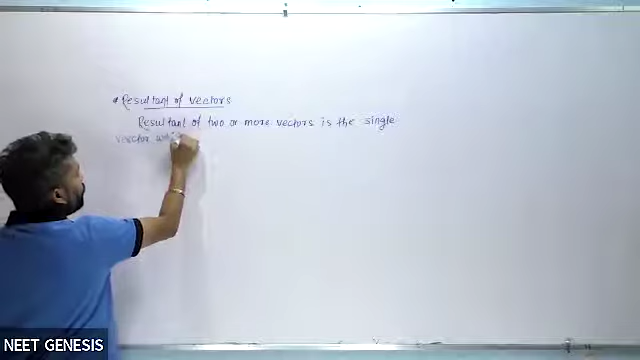 * Resultant of vectors
Resultant of two or more vectors is the single
vector
NEET GENESIS